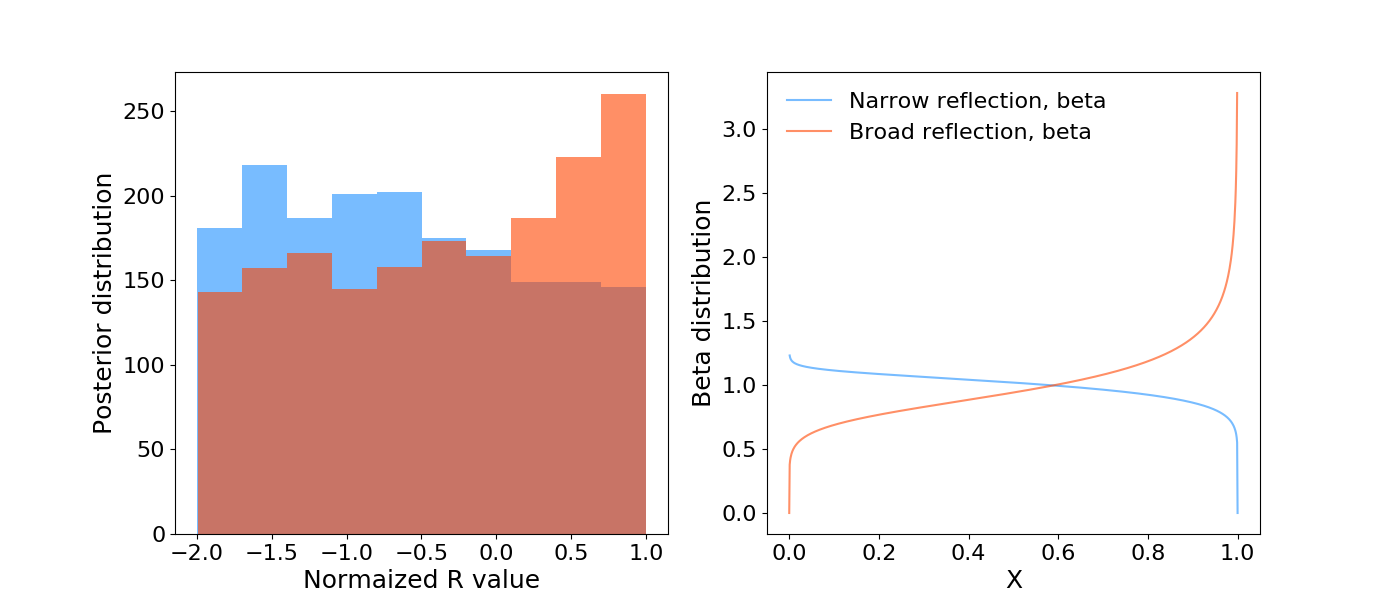 Posterior distribution
250
200
150
100
50
0
−2.0 −1.5 −1.0 −0.5 0.0 0.5 1.0
Normaized R value
Beta distribution
3.0
2.5
2.0
1.5
1.0
0.5
0.0
Narrow reflection, beta
Broad reflection, beta
0.0 0.2 0.4 0.6 0.8 1.0
X